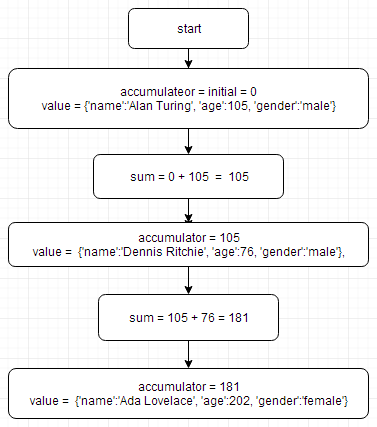 start
accumulateor = initial = 0
value = {'name':'Alan Turing', 'age':105, 'gender':'male'}
sum = 0 + 105  =  105
accumulator = 105
value =  {'name':'Dennis Ritchie', 'age':76, 'gender':'male'},
sum = 105 + 76 = 181
accumulator = 181
value =  {'name':'Ada Lovelace', 'age':202, 'gender':'female'}